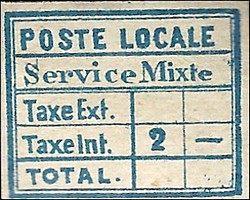 POSTE LOCALE
Service Mixte
Taxe Ext.
Taxe Int. 2 —
TOTAL.